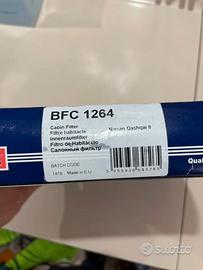 BFC 1264
Cabin Filter
Filtre habitacle
Nissan Qashqai II
Innenraumfilter
Filtro de Habitáculo
Салонный фильтр
BATCH CODE
1419 Made in E.U
Qual
subito